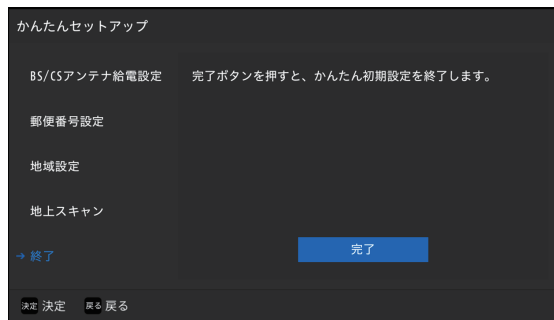 かんたんセットアップ
BS/CSアンテナ給電設定
完了ボタンを押すと、かんたん初期設定を終了します。
郵便番号設定
地域設定
地上スキャン
→ 終了
完了
決定 決定 戻る 戻る